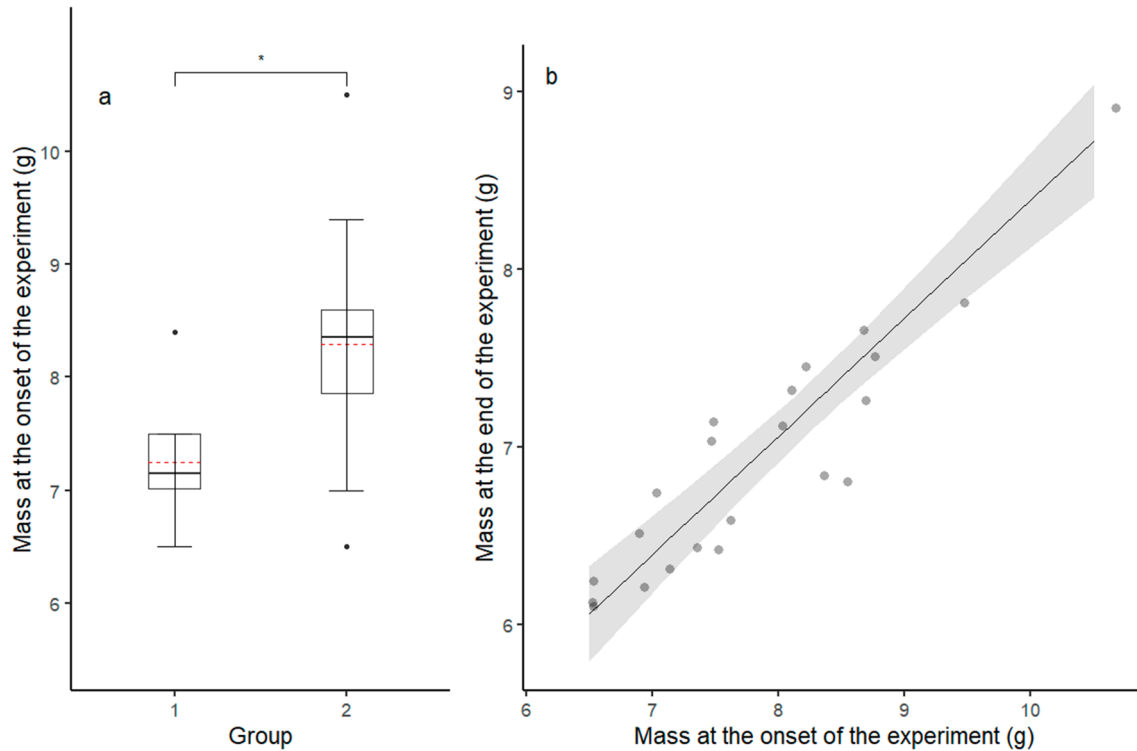 *
a
Mass at the onset of the experiment (g)
10
9
8
7
6
1
2
Group
b
Mass at the end of the experiment (g)
9
8
7
6
6
7
8
9
10
Mass at the onset of the experiment (g)